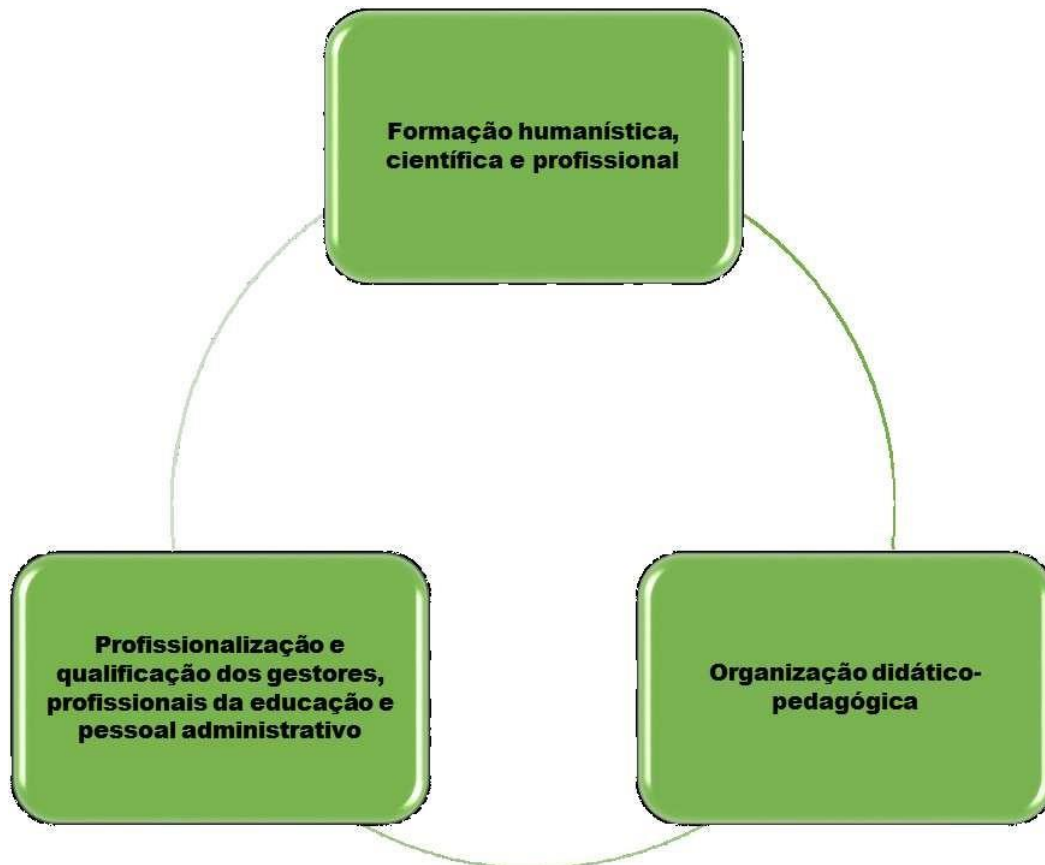 Formação humanística,
científica e profissional
Profissionalização e
qualificação dos gestores,
profissionais da educação e
pessoal administrativo
Organização didático-
pedagógica